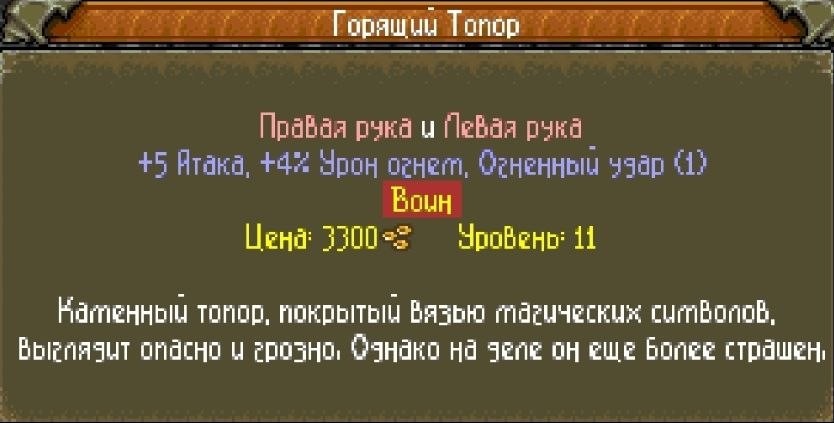 Горящий Топор
Правая рука и Левая рука
+5 Атака, +4% Урон огнем, Огненный удар (1)
Воин
Цена: 3300 Уровень: 11
Каменный топор, покрытый вязью магических символов,
Выглядит опасно и грозно. Однако на деле он еще более страшен.